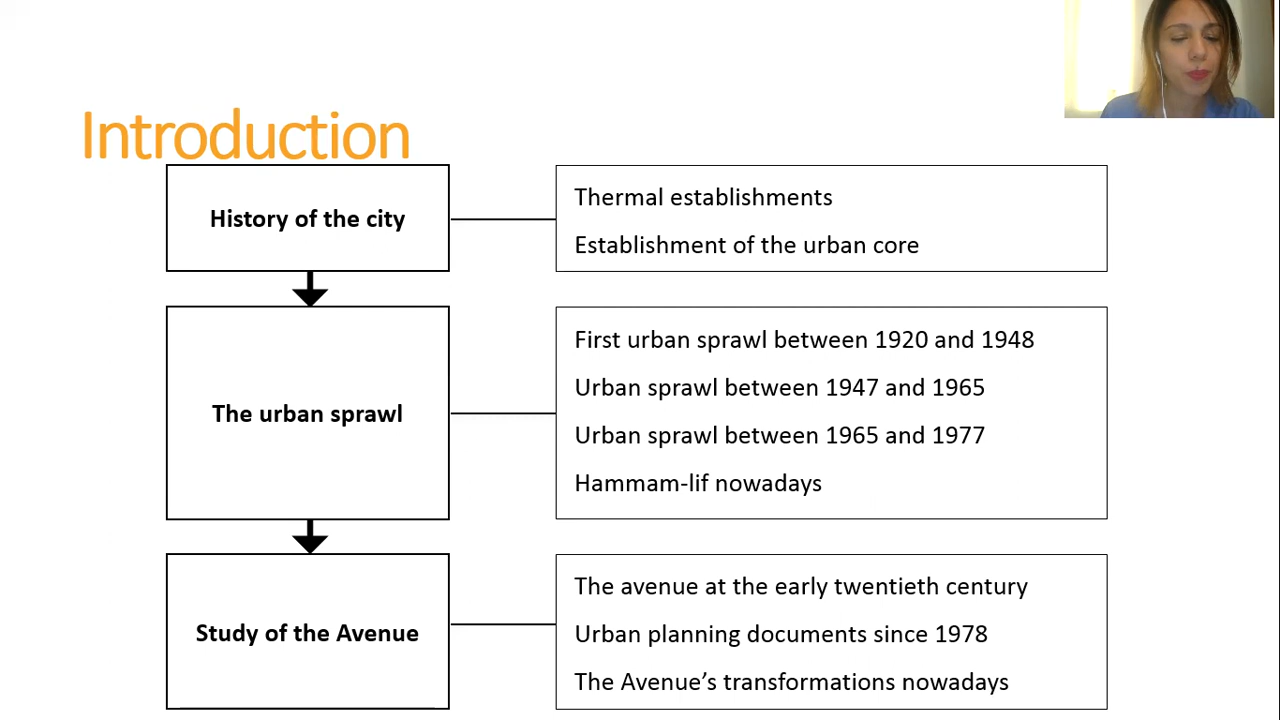 Introduction
History of the city
Thermal establishments
Establishment of the urban core
The urban sprawl
First urban sprawl between 1920 and 1948
Urban sprawl between 1947 and 1965
Urban sprawl between 1965 and 1977
Hammam-lif nowadays
Study of the Avenue
The avenue at the early twentieth century
Urban planning documents since 1978
The Avenue’s transformations nowadays